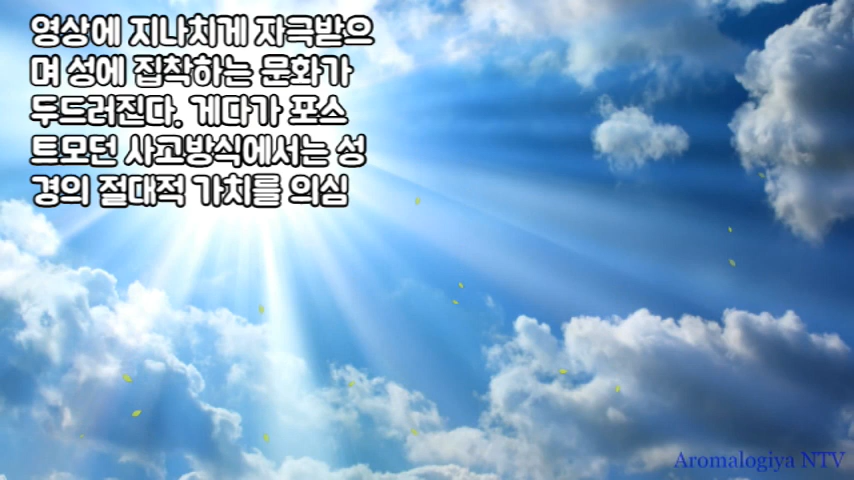 영상에 지나치게 자극받으
며 성에 집착하는 문화가
두드러진다. 게다가 포스
트모던 사고방식에서는 성
경의 절대적 가치를 의심
Aromalogiya NTV